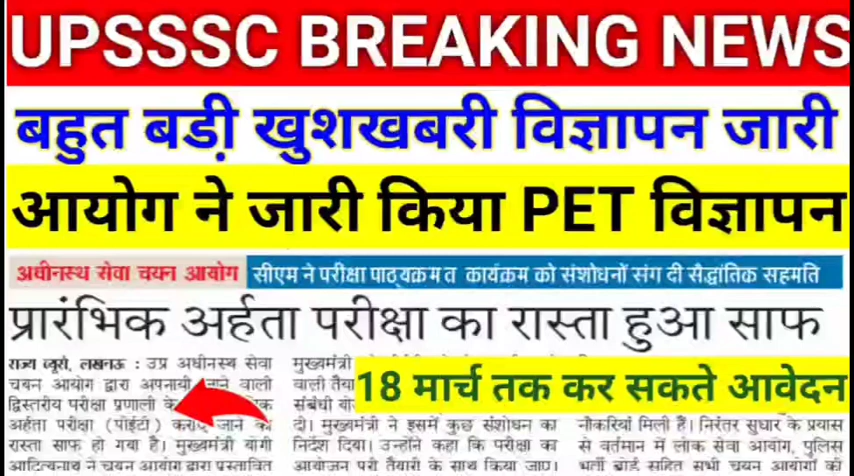 UPSSSC BREAKING NEWS
बहुत बडी़ खुशखबरी विज्ञापन जारी
आयोग ने जारी किया PET विज्ञापन
अधीनस्थ सेवा चयन आयोग
सीएम ने परीक्षा पाठ्यक्रम व कार्यक्रम को संशोधनों संग दी सैद्धांतिक सहमति
प्रारंभिक अर्हता परीक्षा का रास्ता हुआ साफ
18 मार्च तक कर सकते आवेदन
राज्य ब्यूरो, लखनऊ : उप्र अधीनस्थ सेवा
चयन आयोग द्वारा अपनायी जाने वाली
द्विस्तरीय परीक्षा प्रणाली के
अर्हता परीक्षा (पीईटी) कराए जाने का
रास्ता साफ हो गया है। मुख्यमंत्री योगी
आदित्यनाथ ने चयन आयोग द्वारा प्रस्तावित
मुख्यमंत्री
वाली
संबंधी
दी। मुख्यमंत्री ने इसमें कुछ संशोधन का
निर्देश दिया। उन्होंने कहा कि परीक्षा का
आयोजन पूरी तैयारी के साथ किया जाए।
नौकरियां मिली हैं। निरंतर सुधार के प्रयास
से वर्तमान में लोक सेवा आयोग, पुलिस
भर्ती बोर्ड सहित सभी चयन आयोगों की